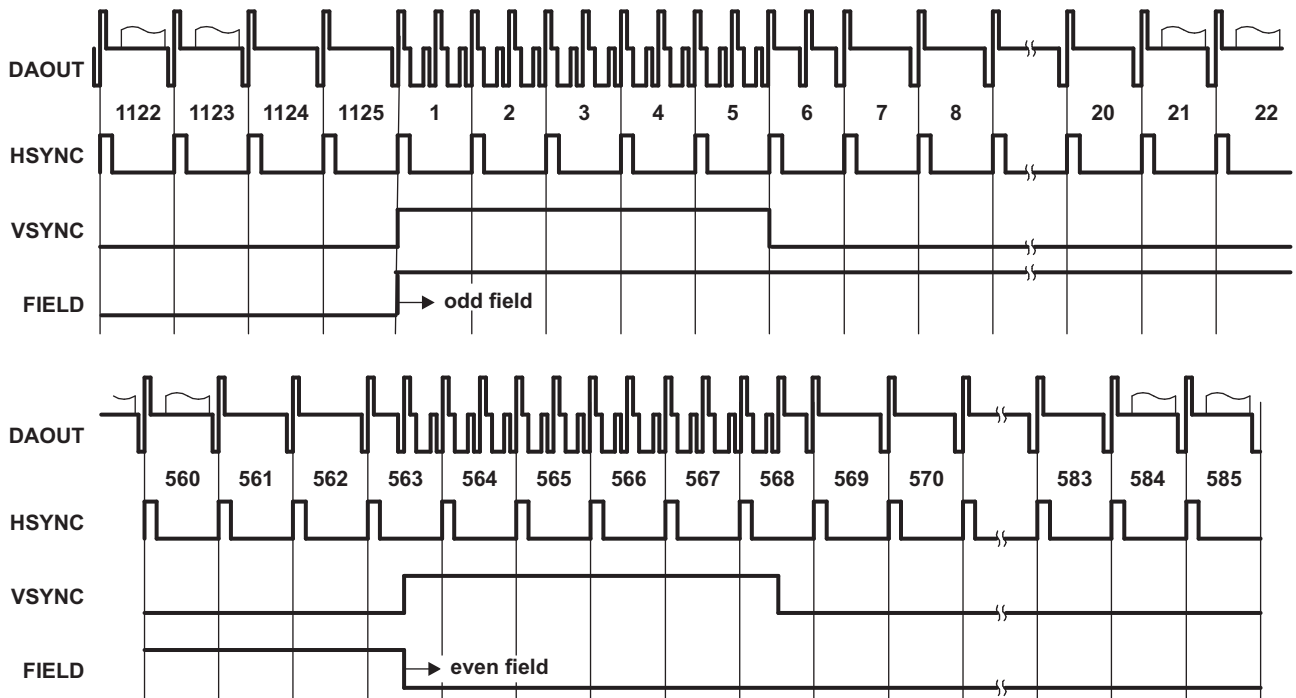 DAOUT
1122 1123 1124 1125 1 2 3 4 5 6 7 8 20 21 22
HSYNC
VSYNC
FIELD
odd field
DAOUT
560 561 562 563 564 565 566 567 568 569 570 583 584 585
HSYNC
VSYNC
FIELD
even field